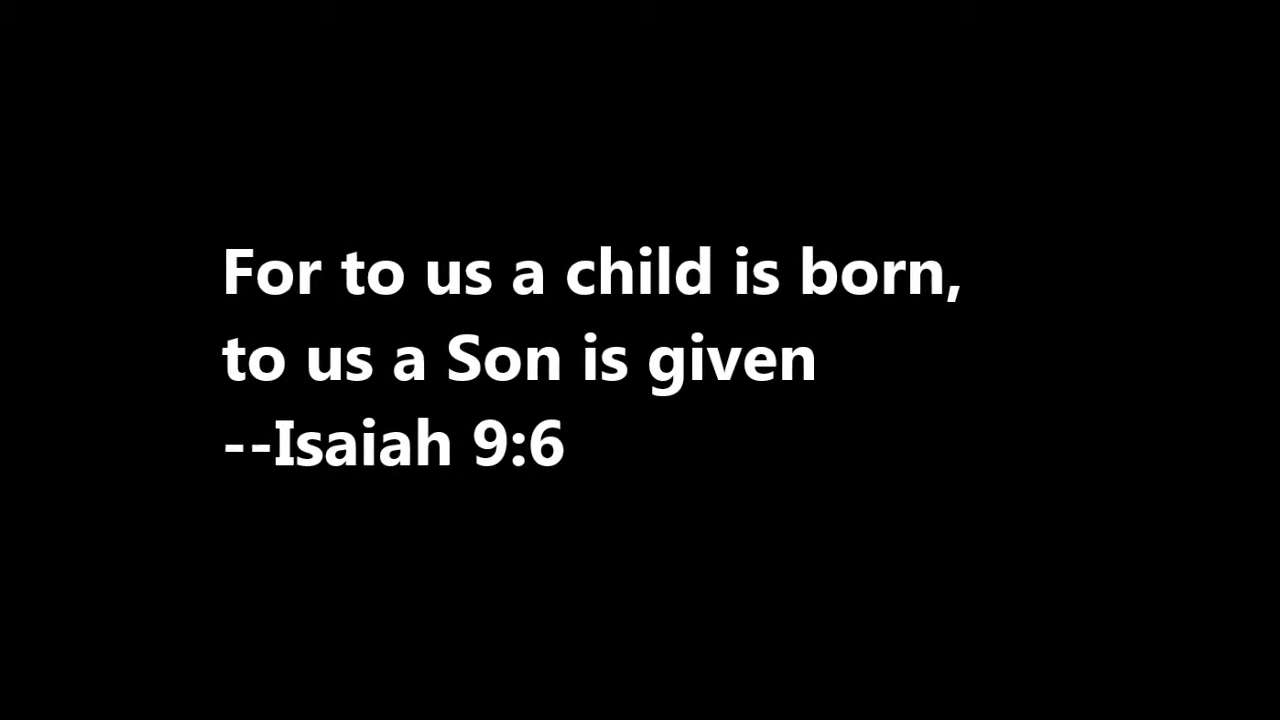 For to us a child is born,
to us a Son is given
--Isaiah 9:6